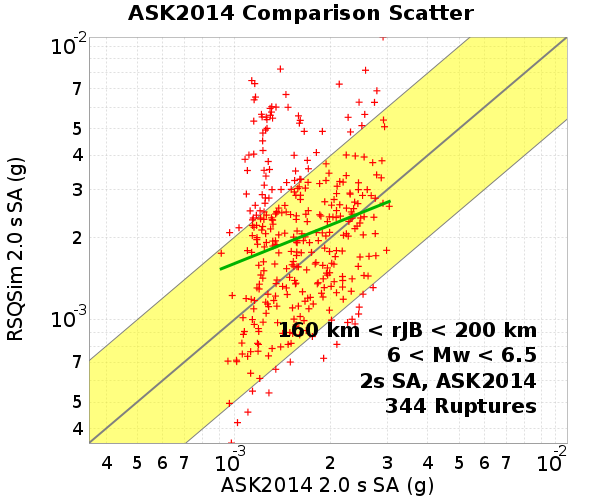 ASK2014 Comparison Scatter
10-2
7
5
4
3
2
10-3
7
5
4
RSQSim 2.0 s SA (g)
160 km < rJB < 200 km
6 < Mw < 6.5
2s SA, ASK2014
344 Ruptures
4 5 6 7 10-3 2 3 4 5 6 7 10-2
ASK2014 2.0 s SA (g)